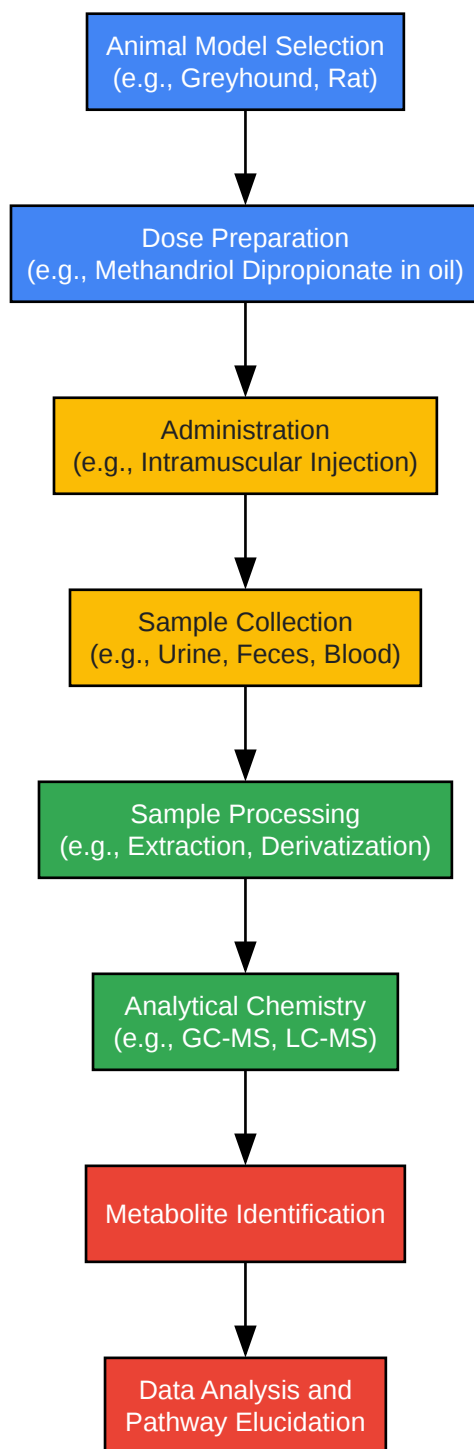 Animal Model Selection
(e.g., Greyhound, Rat)
Dose Preparation
(e.g., Methandriol Dipropionate in oil)
Administration
(e.g., Intramuscular Injection)
Sample Collection
(e.g., Urine, Feces, Blood)
Sample Processing
(e.g., Extraction, Derivatization)
Analytical Chemistry
(e.g., GC-MS, LC-MS)
Metabolite Identification
Data Analysis and
Pathway Elucidation